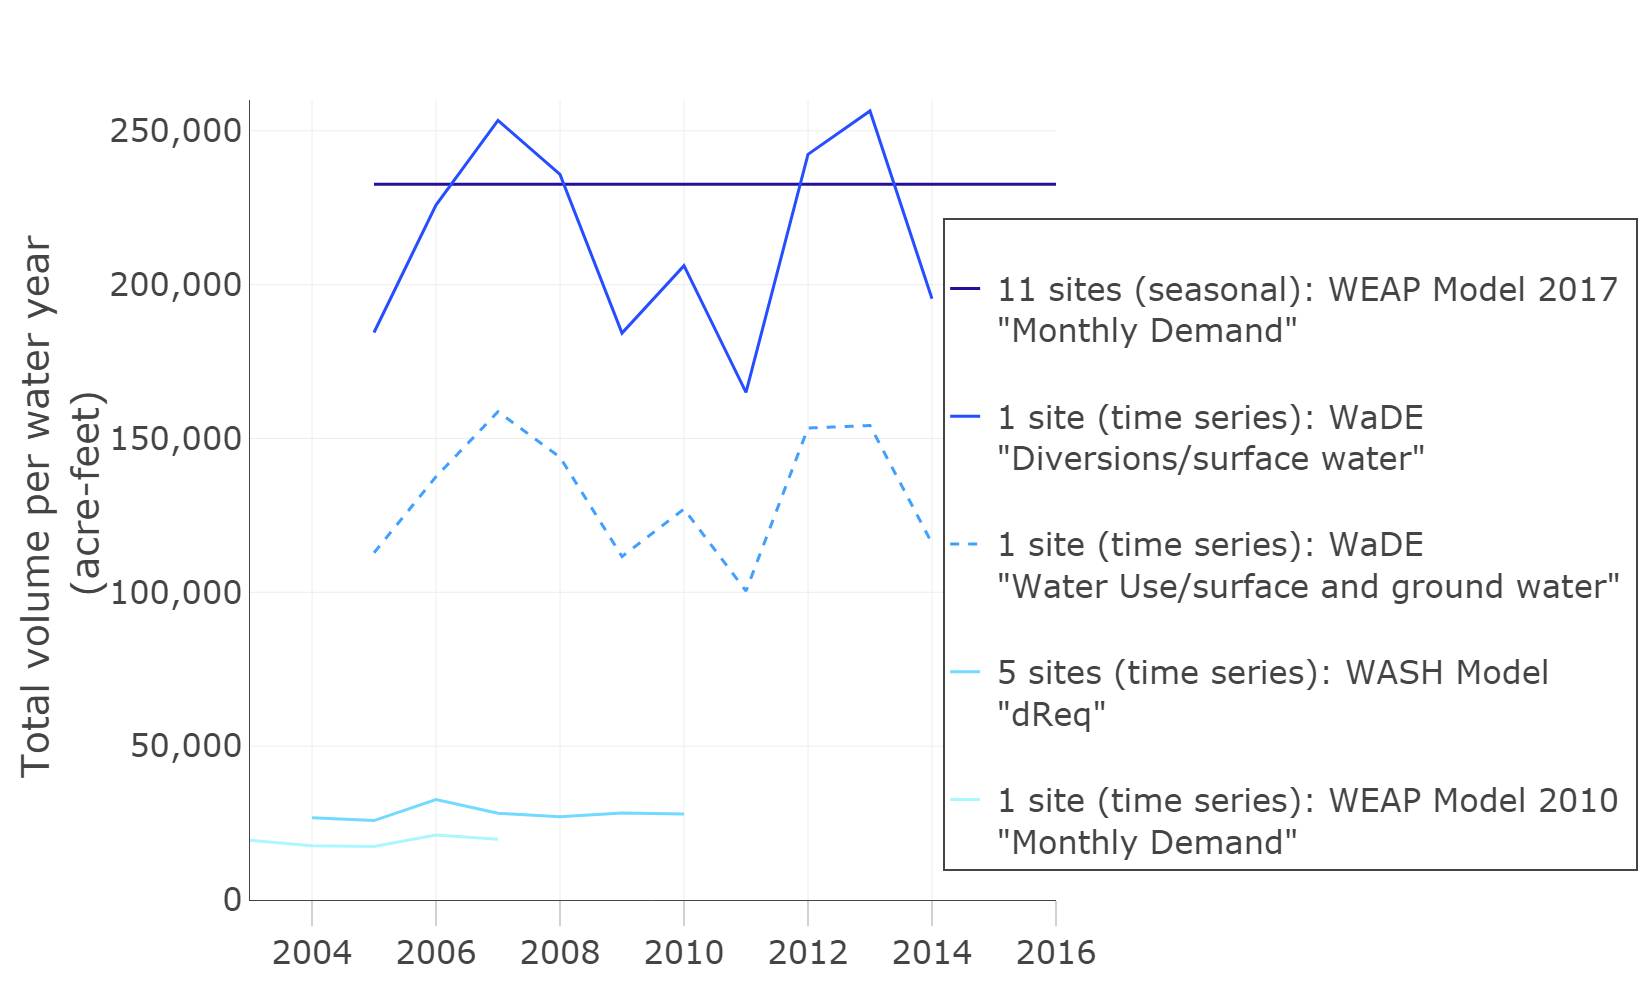 Total volume per water year
(acre-feet)
250,000
200,000
150,000
100,000
50,000
0
2004 2006 2008 2010 2012 2014 2016
11 sites (seasonal): WEAP Model 2017
"Monthly Demand"
1 site (time series): WaDE
"Diversions/surface water"
1 site (time series): WaDE
"Water Use/surface and ground water"
5 sites (time series): WASH Model
"dReq"
1 site (time series): WEAP Model 2010
"Monthly Demand"